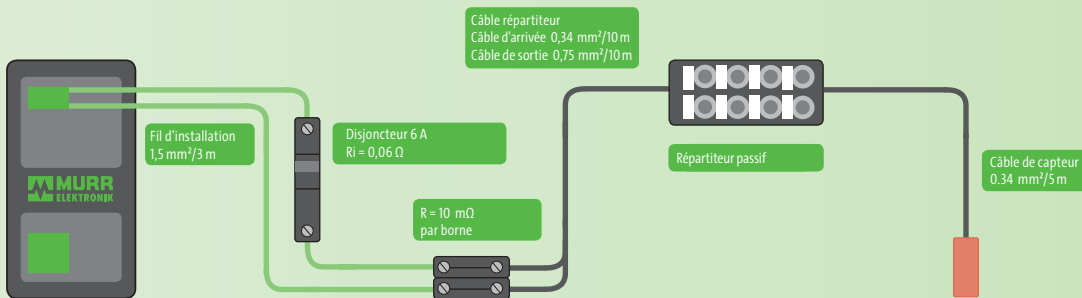 Câble répartiteur
Câble d'arrivée 0,34 mm²/10 m
Câble de sortie 0,75 mm²/10 m
Fil d'installation
1,5 mm²/3 m
Disjoncteur 6 A
Ri = 0,06 Ω
Répartiteur passif
Câble de capteur
0.34 mm²/5 m
MURR
ELEKTRONIK
R = 10 mΩ
par borne